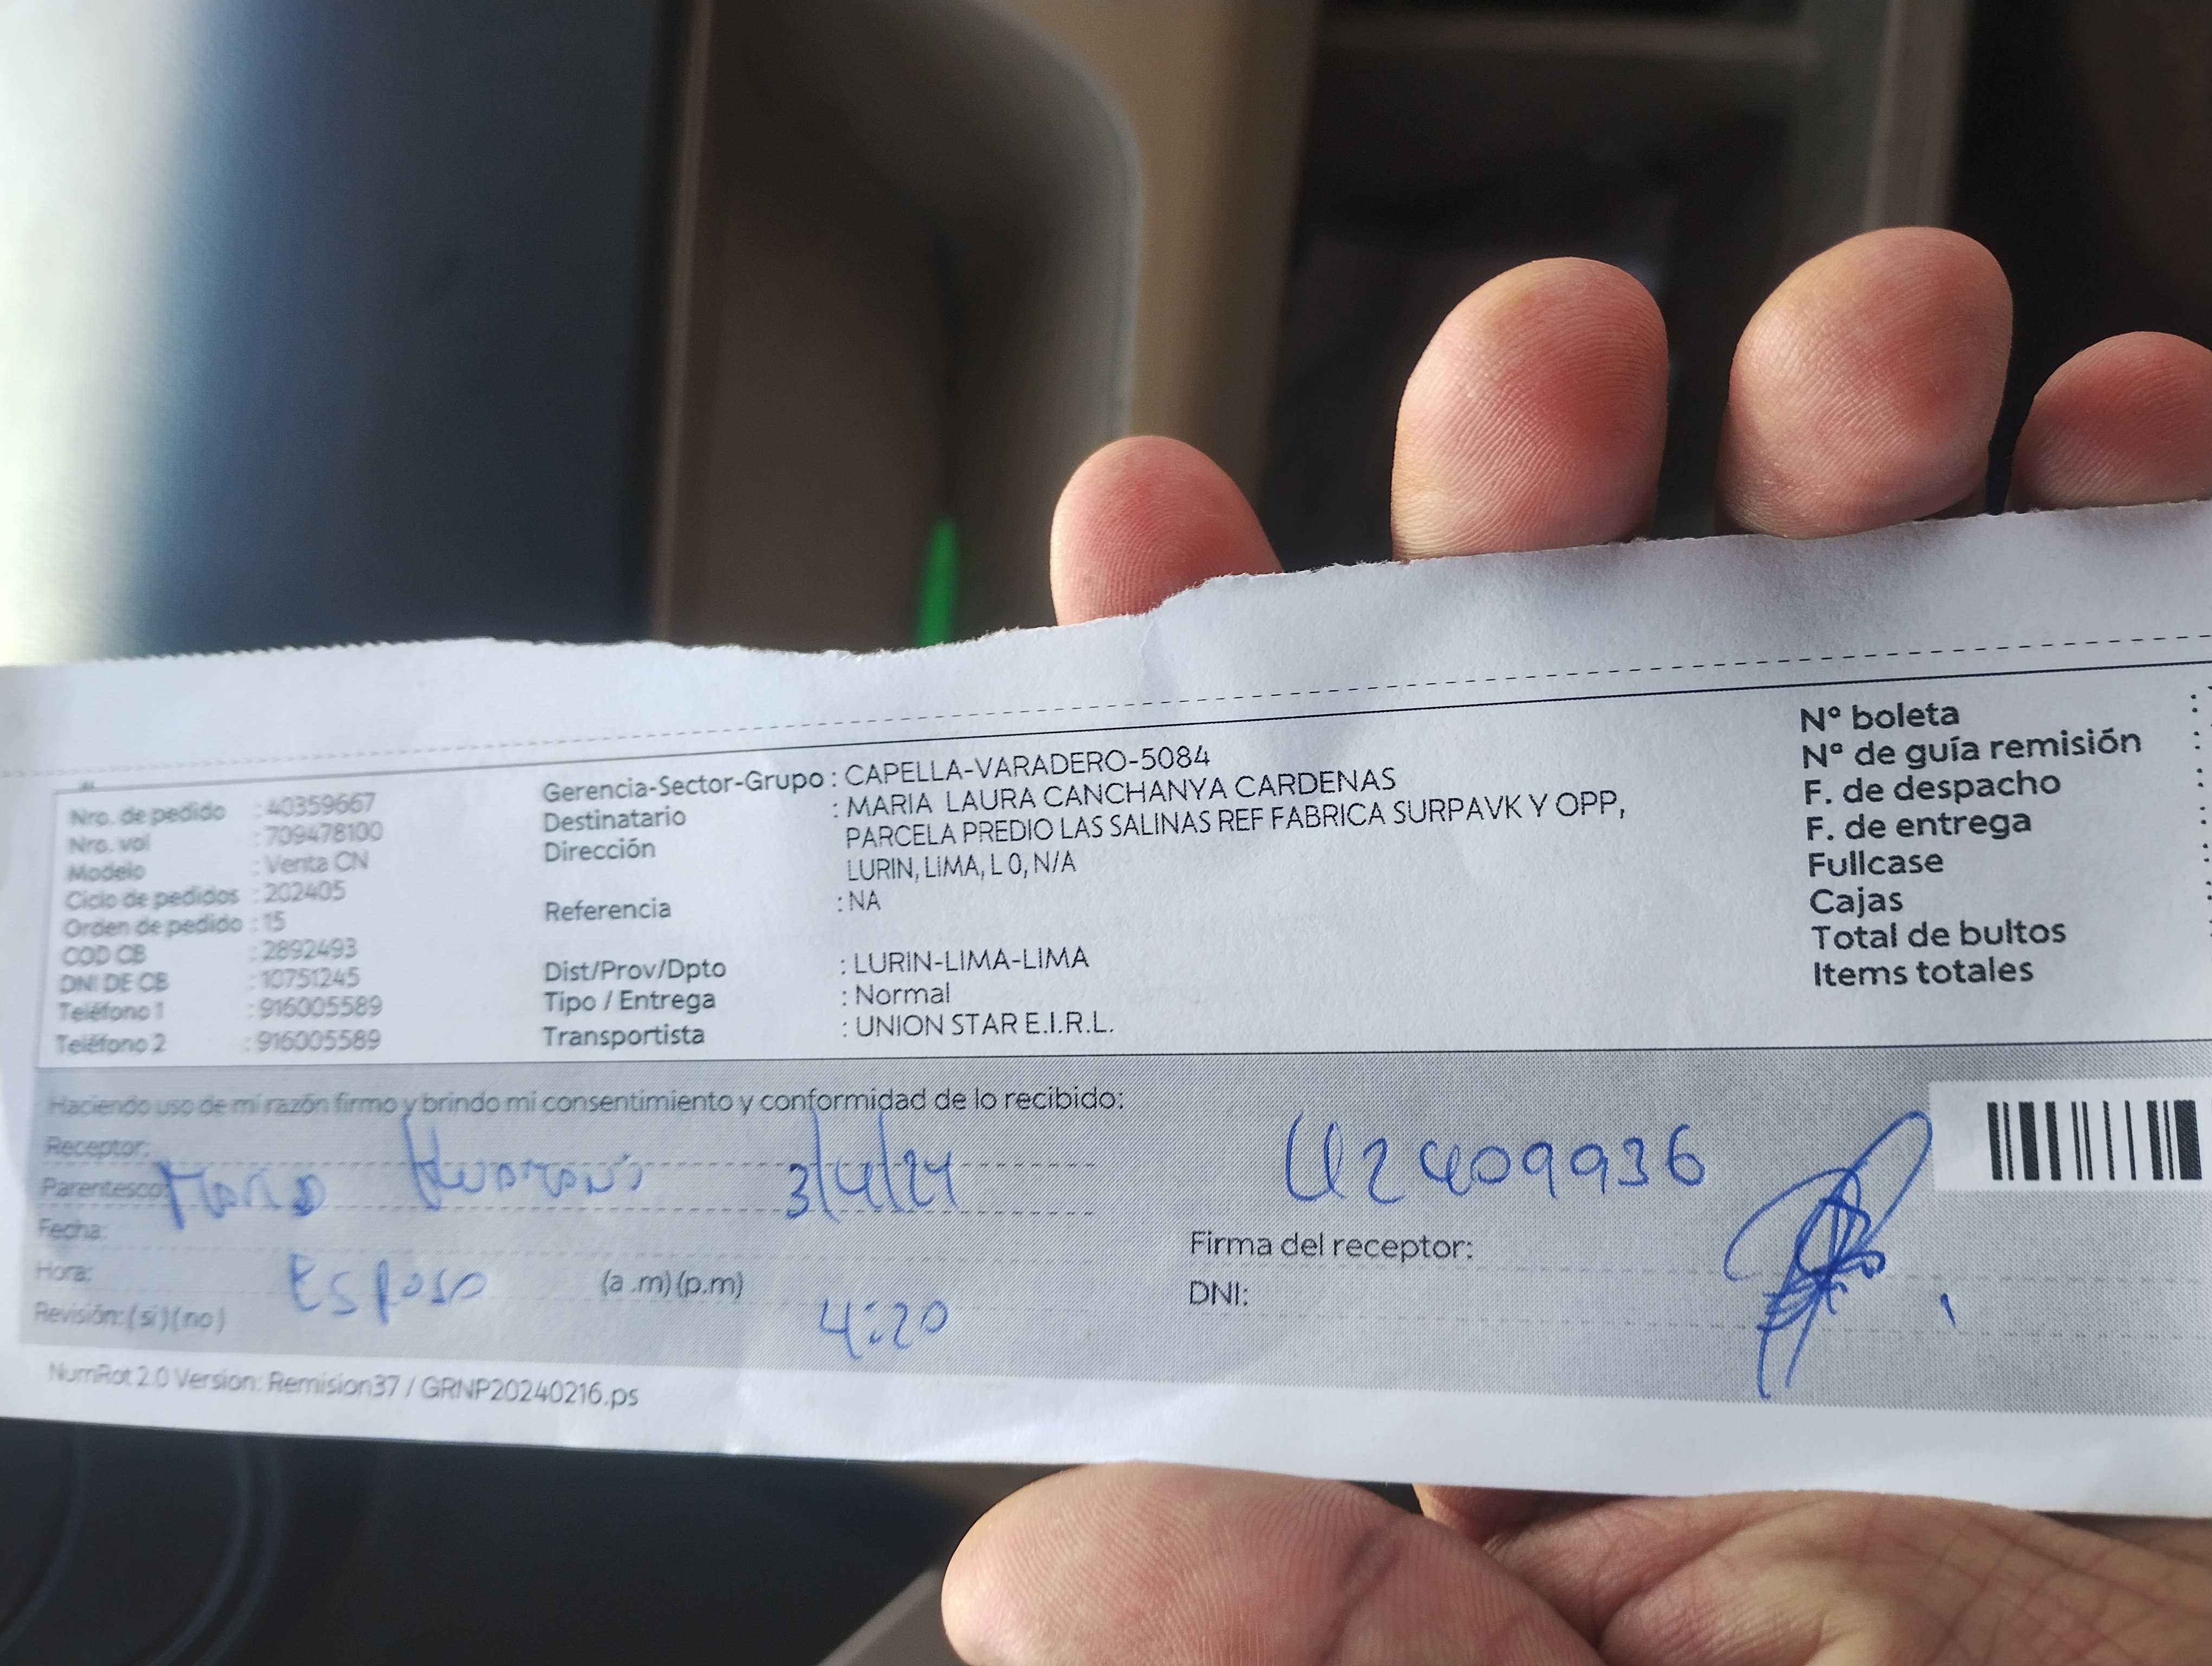 Nro. de pedido : 40359667
Nro. vol : 709478100
Modelo : Venta CN
Ciclo de pedidos : 202405
Orden de pedido : 15
COD CB : 2892493
DNI DE CB : 10751245
Teléfono 1 : 916005589
Teléfono 2 : 916005589
Gerencia-Sector-Grupo : CAPELLA-VARADERO-5084
Destinatario : MARIA LAURA CANCHANYA CARDENAS
Dirección PARCELA PREDIO LAS SALINAS REF FABRICA SURPAVK Y OPP,
LURIN, LIMA, L 0, N/A
Referencia : NA
Dist/Prov/Dpto : LURIN-LIMA-LIMA
Tipo / Entrega : Normal
Transportista : UNION STAR E.I.R.L.
N° boleta :
N° de guía remisión :
F. de despacho :
F. de entrega :
Fullcase :
Cajas :
Total de bultos :
Items totales
Haciendo uso de mi razón firmo y brindo mi consentimiento y conformidad de lo recibido:
Receptor:
Parentesco: 3/4/24
Fecha:
Hora: Esposo (a .m) (p.m)
Revisión: ( si ) ( no ) 4:20
42409936
Firma del receptor:
DNI:
NumRot 2.0 Version: Remision37 / GRNP20240216.ps